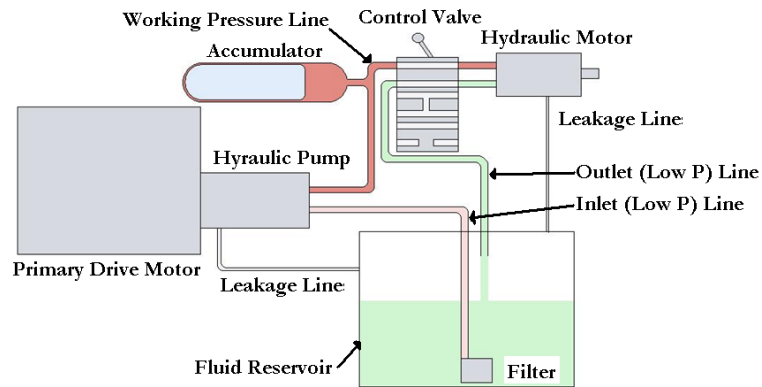 Working Pressure Line
Control Valve
Hydraulic Motor
Accumulator
Leakage Line
Hyraulic Pump
Outlet (Low P) Line
Inlet (Low P) Line
Primary Drive Motor
Leakage Line
Fluid Reservoir
Filter